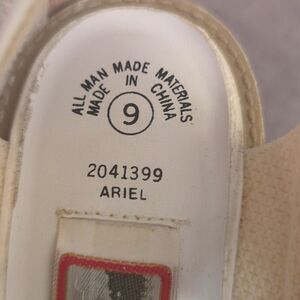 ALL MAN MADE MATERIALS
MADE IN CHINA
9
2041399
ARIEL